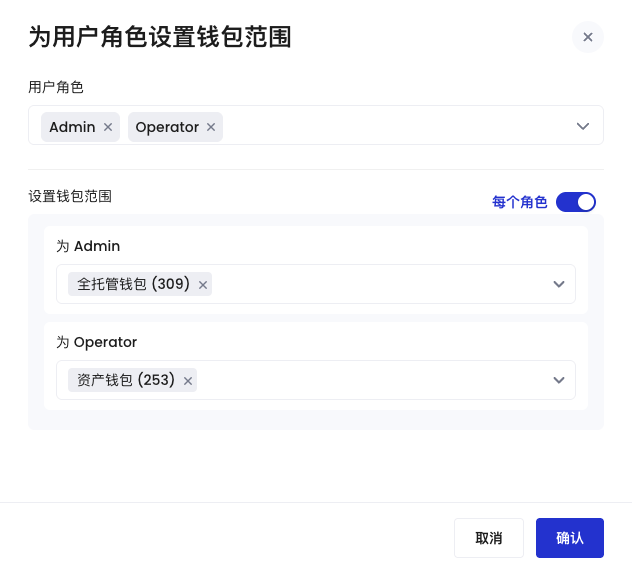 为用户角色设置钱包范围
用户角色
Admin Operator
设置钱包范围
每个角色
为 Admin
全托管钱包 (309)
为 Operator
资产钱包 (253)
取消 确认